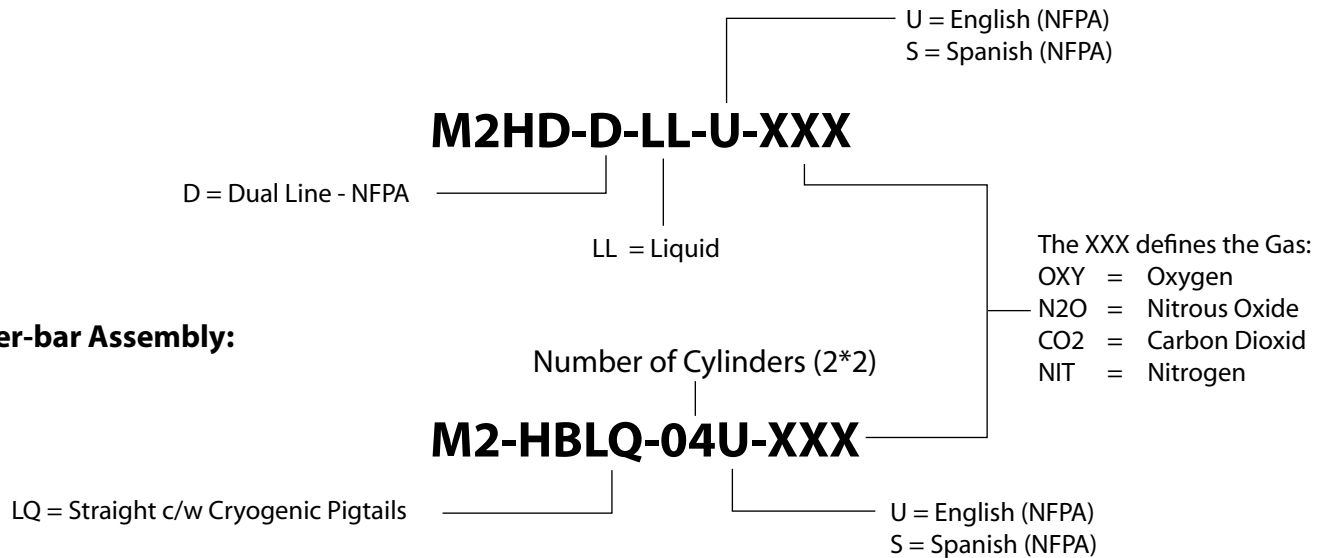 U = English (NFPA)
S = Spanish (NFPA)
M2HD-D-LL-U-XXX
D = Dual Line - NFPA
LL = Liquid
The XXX defines the Gas:
OXY = Oxygen
N2O = Nitrous Oxide
CO2 = Carbon Dioxid
NIT = Nitrogen
er-bar Assembly:
Number of Cylinders (2*2)
M2-HBLQ-04U-XXX
LQ = Straight c/w Cryogenic Pigtails
U = English (NFPA)
S = Spanish (NFPA)